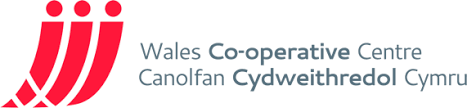 Wales Co-operative Centre
Canolfan Cydweithredol Cymru